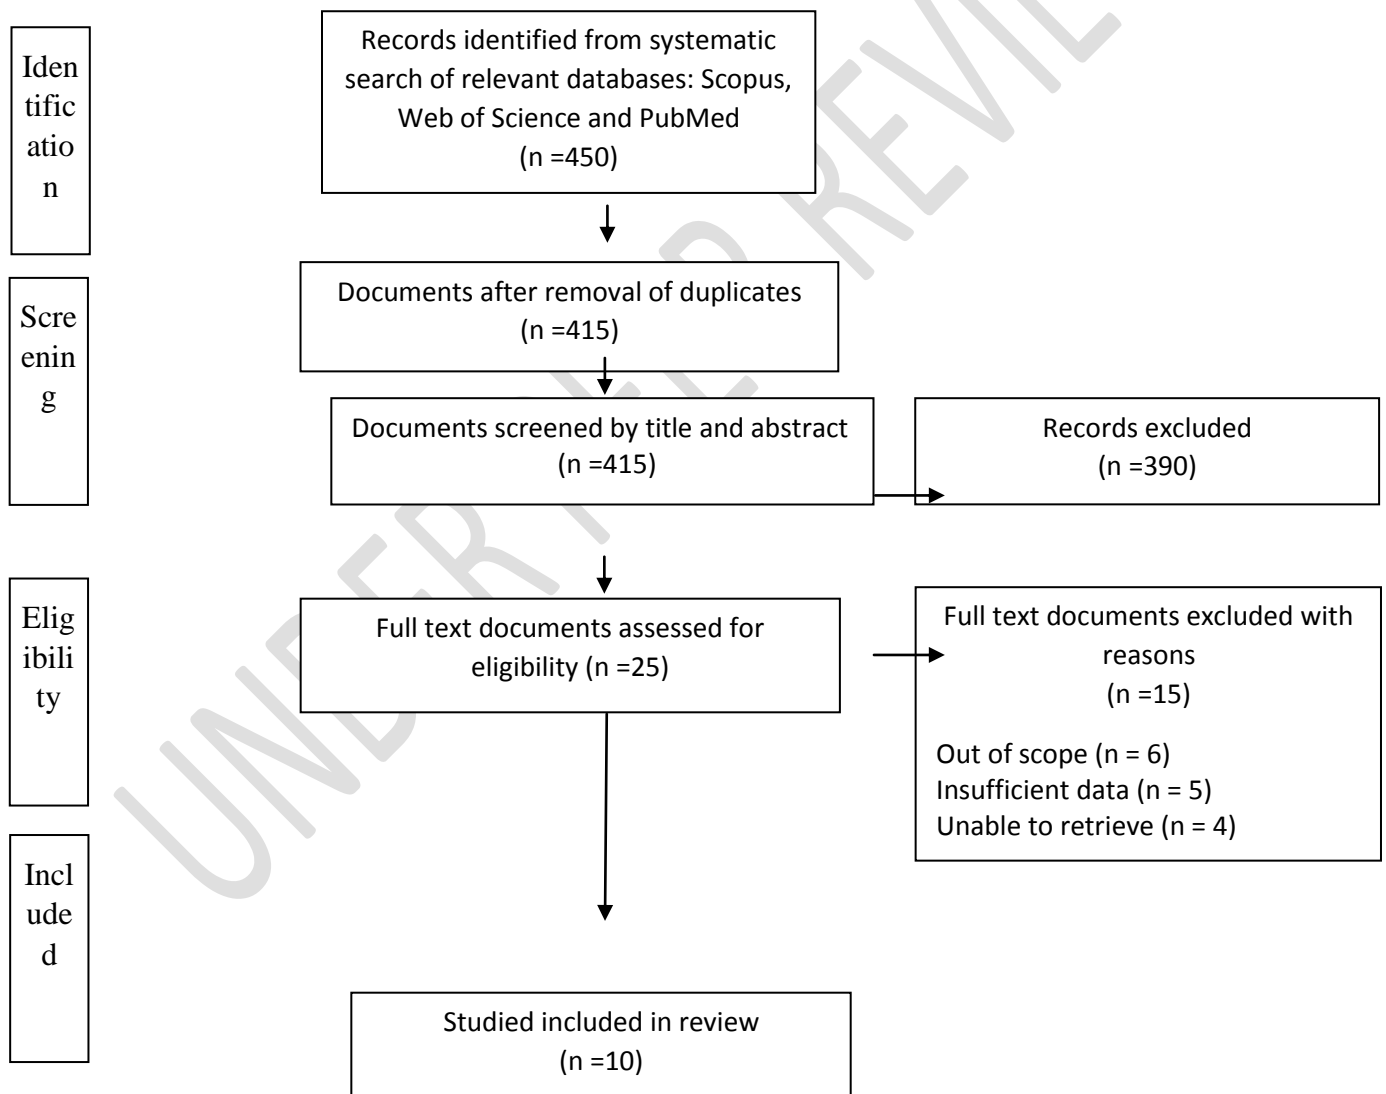 Iden
tific
atio
n
Records identified from systematic
search of relevant databases: Scopus,
Web of Science and PubMed
(n =450)
Scre
enin
g
Documents after removal of duplicates
(n =415)
Documents screened by title and abstract
(n =415)
Records excluded
(n =390)
Elig
ibili
ty
Full text documents assessed for
eligibility (n =25)
Full text documents excluded with
reasons
(n =15)
Out of scope (n = 6)
Insufficient data (n = 5)
Unable to retrieve (n = 4)
Incl
ude
d
Studied included in review
(n =10)
UNDER PEER REVIE